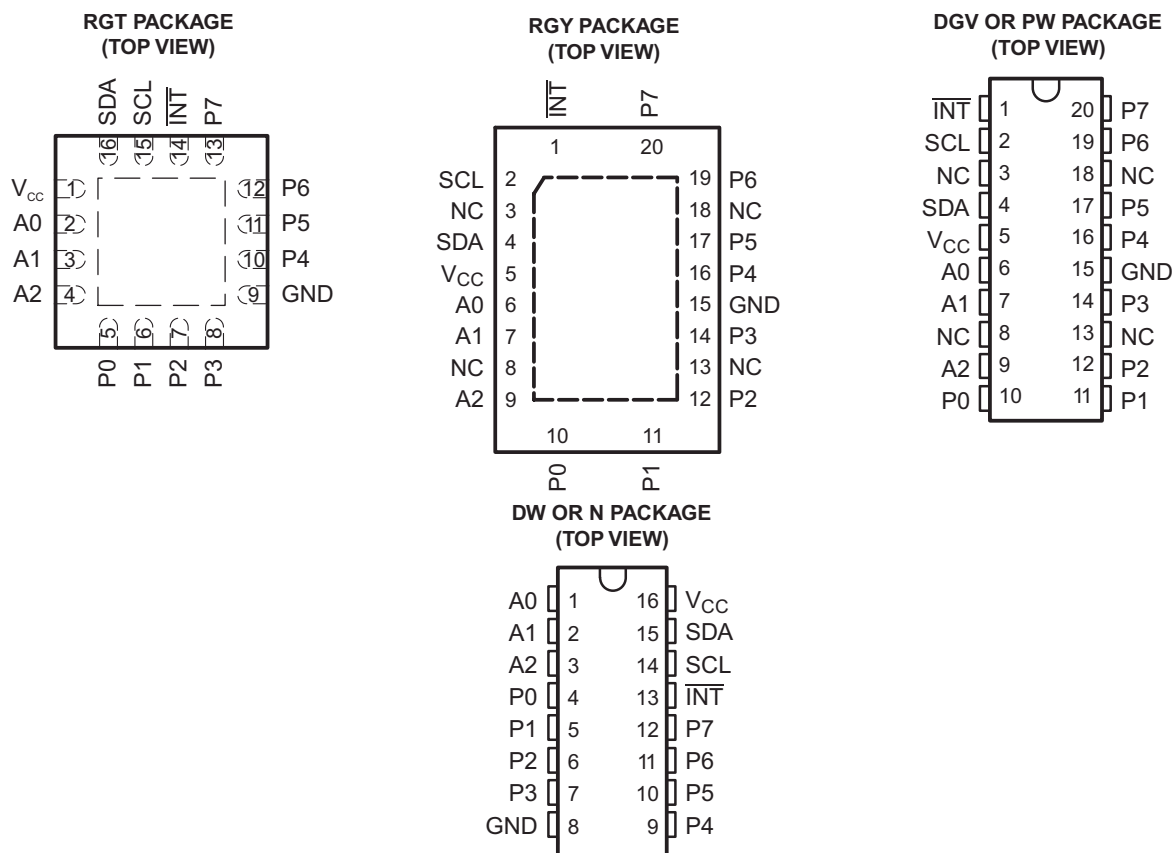 RGT PACKAGE
(TOP VIEW)
SDA SCL INT P7
16 15 14 13
VCC 1 12 P6
A0 2 11 P5
A1 3 10 P4
A2 4 9 GND
5 6 7 8
P0 P1 P2 P3
RGY PACKAGE
(TOP VIEW)
INT P7
1 20
SCL 2 19 P6
NC 3 18 NC
SDA 4 17 P5
VCC 5 16 P4
A0 6 15 GND
A1 7 14 P3
NC 8 13 NC
A2 9 12 P2
10 11
P0 P1
DGV OR PW PACKAGE
(TOP VIEW)
INT 1 20 P7
SCL 2 19 P6
NC 3 18 NC
SDA 4 17 P5
VCC 5 16 P4
A0 6 15 GND
A1 7 14 P3
NC 8 13 NC
A2 9 12 P2
P0 10 11 P1
DW OR N PACKAGE
(TOP VIEW)
A0 1 16 VCC
A1 2 15 SDA
A2 3 14 SCL
P0 4 13 INT
P1 5 12 P7
P2 6 11 P6
P3 7 10 P5
GND 8 9 P4